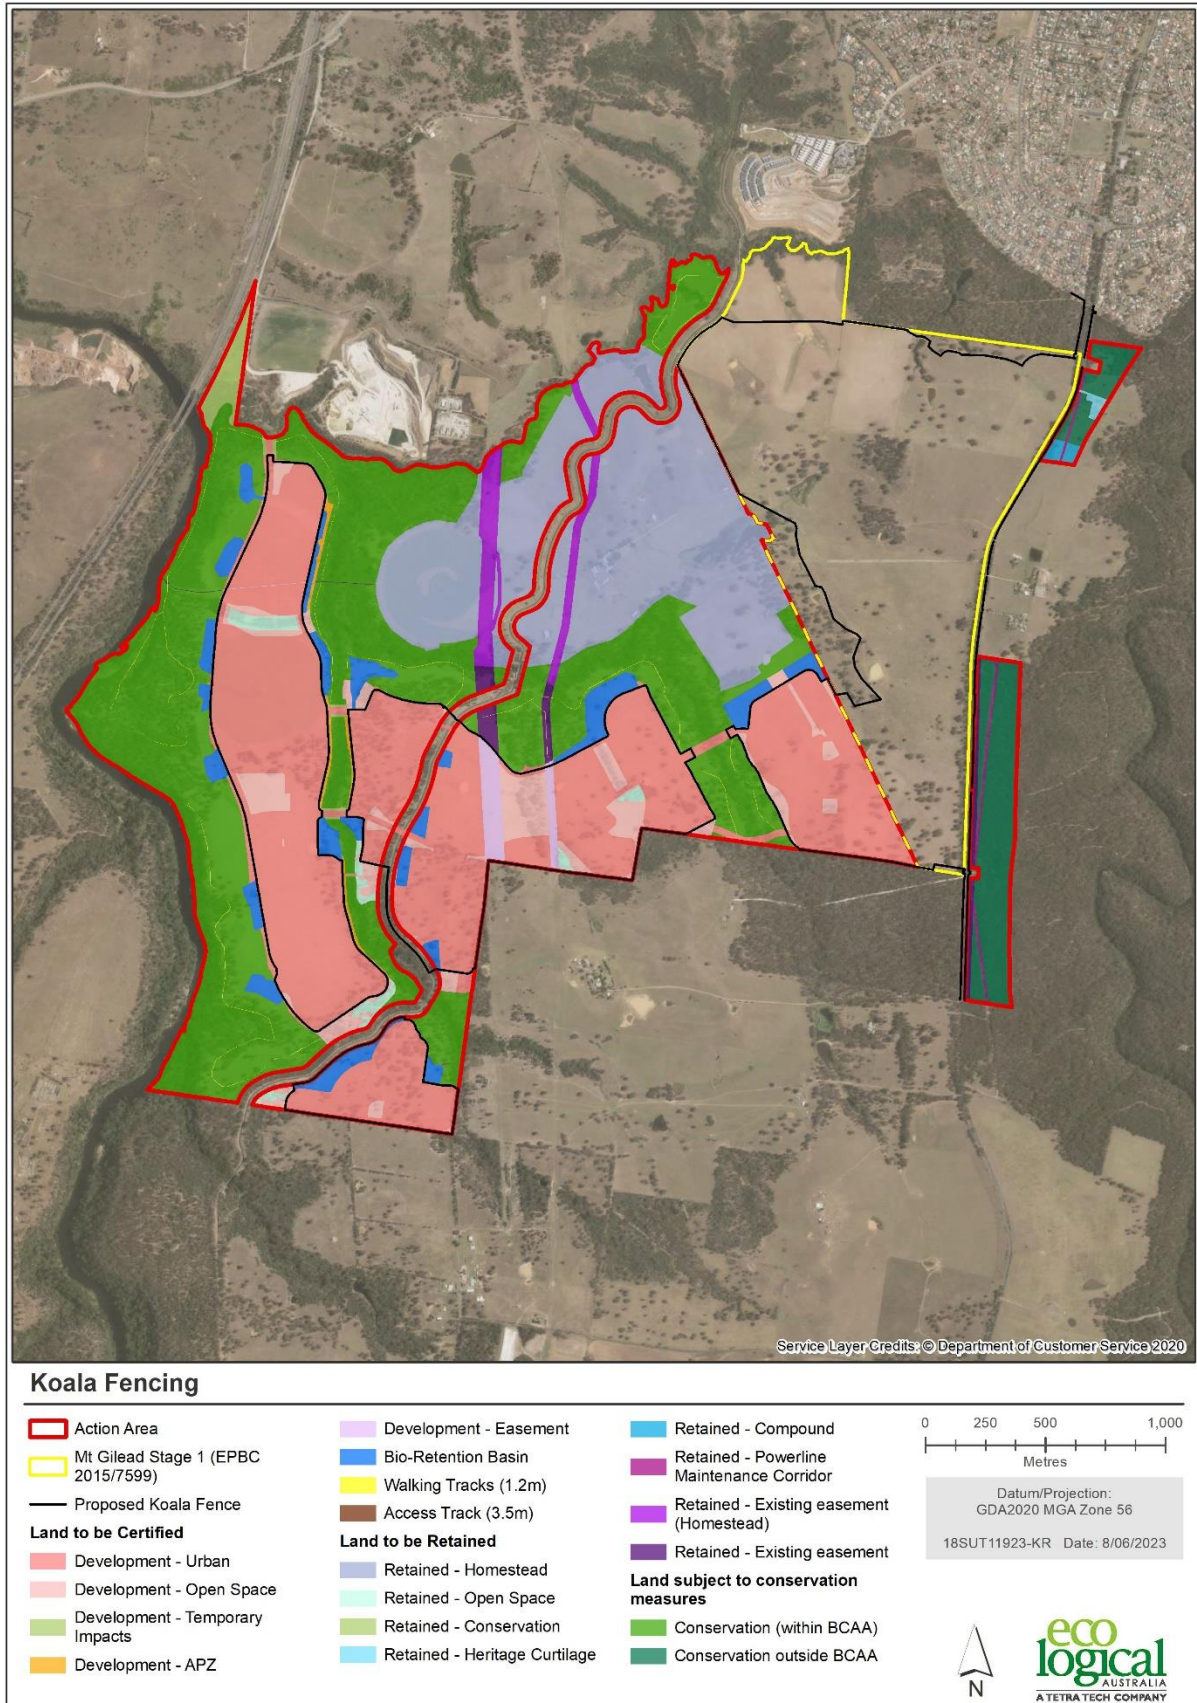 Service Layer Credits: © Department of Customer Service 2020
Koala Fencing
Action Area
Mt Gilead Stage 1 (EPBC
2015/7599)
Proposed Koala Fence
Land to be Certified
Development - Urban
Development - Open Space
Development - Temporary
Impacts
Development - APZ
Development - Easement
Bio-Retention Basin
Walking Tracks (1.2m)
Access Track (3.5m)
Land to be Retained
Retained - Homestead
Retained - Open Space
Retained - Conservation
Retained - Heritage Curtilage
Retained - Compound
Retained - Powerline
Maintenance Corridor
Retained - Existing easement
(Homestead)
Retained - Existing easement
Land subject to conservation
measures
Conservation (within BCAA)
Conservation outside BCAA
0 250 500 1,000
Metres
Datum/Projection:
GDA2020 MGA Zone 56
18SUT11923-KR Date: 8/06/2023
N
eco
logical
AUSTRALIA
A TETRA TECH COMPANY